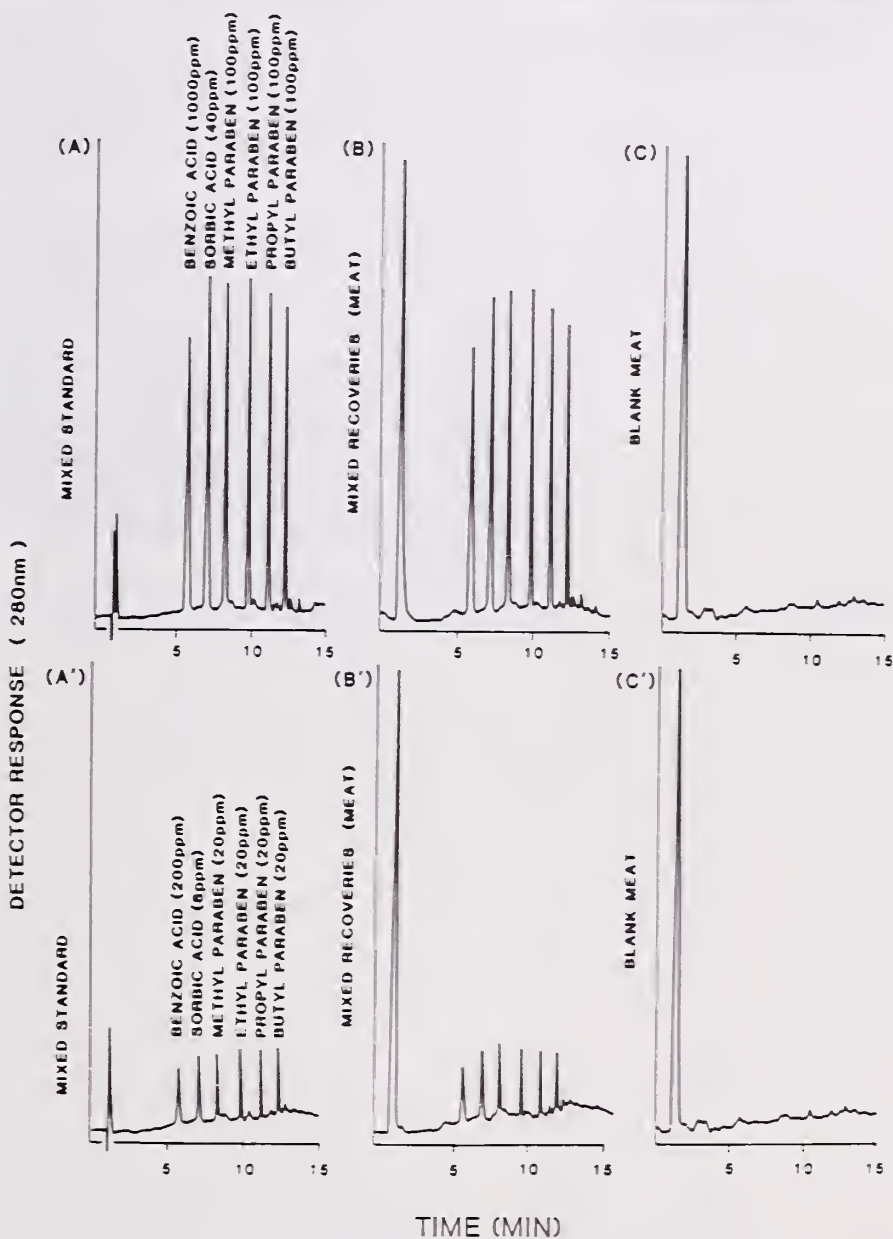 DETECTOR RESPONSE ( 280nm )
(A)
MIXED STANDARD
BENZOIC ACID (1000ppm)
SORBIC ACID (40ppm)
METHYL PARABEN (100ppm)
ETHYL PARABEN (100ppm)
PROPYL PARABEN (100ppm)
BUTYL PARABEN (100ppm)
5 10 15
(B)
MIXED RECOVERIES (MEAT)
5 10 15
(C)
BLANK MEAT
5 10 15
(A')
MIXED STANDARD
BENZOIC ACID (200ppm)
SORBIC ACID (8ppm)
METHYL PARABEN (20ppm)
ETHYL PARABEN (20ppm)
PROPYL PARABEN (20ppm)
BUTYL PARABEN (20ppm)
5 10 15
(B')
MIXED RECOVERIES (MEAT)
5 10 15
(C')
BLANK MEAT
5 10 15
TIME (MIN)